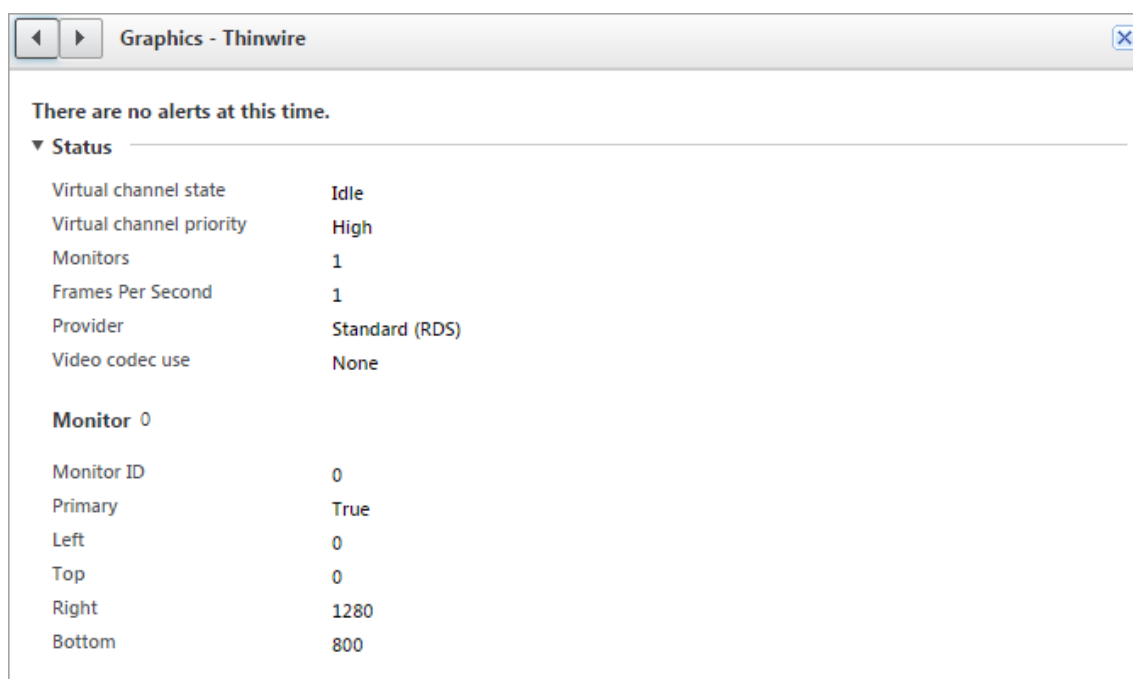 Graphics - Thinwire
There are no alerts at this time.
Status
Virtual channel state Idle
Virtual channel priority High
Monitors 1
Frames Per Second 1
Provider Standard (RDS)
Video codec use None
Monitor 0
Monitor ID 0
Primary True
Left 0
Top 0
Right 1280
Bottom 800